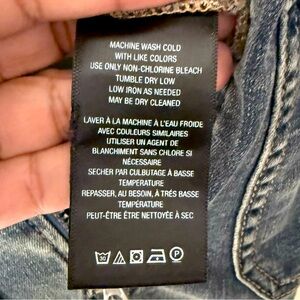 MACHINE WASH COLD
WITH LIKE COLORS
USE ONLY NON-CHLORINE BLEACH
TUMBLE DRY LOW
LOW IRON AS NEEDED
MAY BE DRY CLEANED
LAVER À LA MACHINE À L'EAU FROIDE
AVEC COULEURS SIMILAIRES
UTILISER UN AGENT DE
BLANCHIMENT SANS CHLORE SI
NÉCESSAIRE
SECHER PAR CULBUTAGE À BASSE
TEMPÉRATURE
REPASSER, AU BESOIN, À TRÈS BASSE
TEMPÉRATURE
PEUT-ÊTRE ÊTRE NETTOYÉE À SEC
30 P